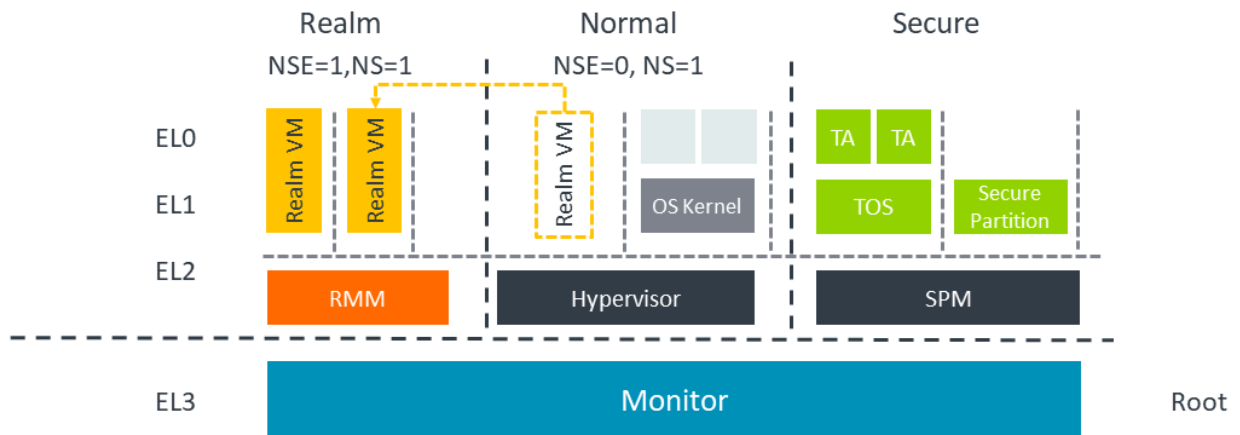 Realm
Normal
Secure
NSE=1,NS=1
NSE=0, NS=1
EL0
EL1
EL2
EL3
Realm VM
Realm VM
Realm VM
OS Kernel
TA
TA
TOS
Secure
Partition
RMM
Hypervisor
SPM
Monitor
Root